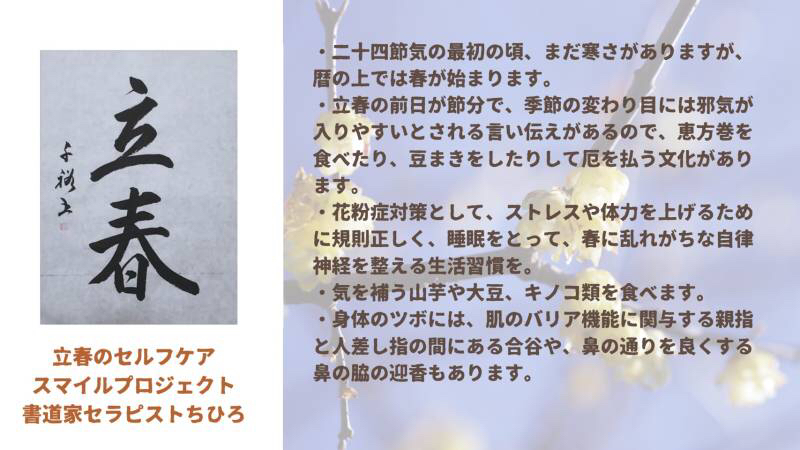 立春
立春のセルフケア
スマイルプロジェクト
書道家セラピストちひろ
・二十四節気の最初の頃、まだ寒さがありますが、
暦の上では春が始まります。
・立春の前日が節分で、季節の変わり目には邪気が
入りやすいとされる言い伝えがあるので、恵方巻を
食べたり、豆まきをしたりして厄を払う文化があり
ます。
・花粉症対策として、ストレスや体力を上げるため
に規則正しく、睡眠をとって、春に乱れがちな自律
神経を整える生活習慣を。
・気を補う山芋や大豆、キノコ類を食べます。
・身体のツボには、肌のバリア機能に関与する親指
と人差し指の間にある合谷や、鼻の通りを良くする
鼻の脇の迎香もあります。